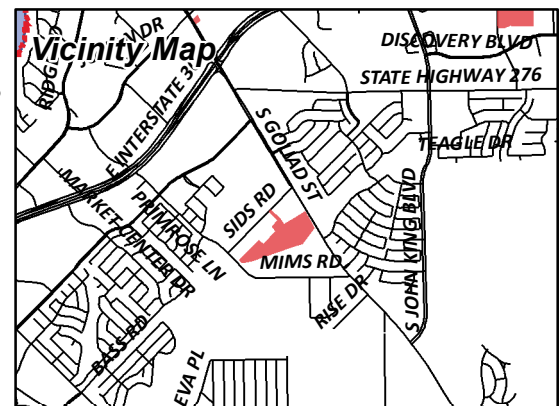 Vicinity Map
DR
RIDGE
E INTERSTATE 30
DISCOVERY BLVD
STATE HIGHWAY 276
TEAGLE DR
S GOLIAD ST
SIDS RD
MIMS RD
PRIMROSE LN
MARKET CENTER DR
S JOHN KING BLVD
RISE DR
BASS RD
EVA PL